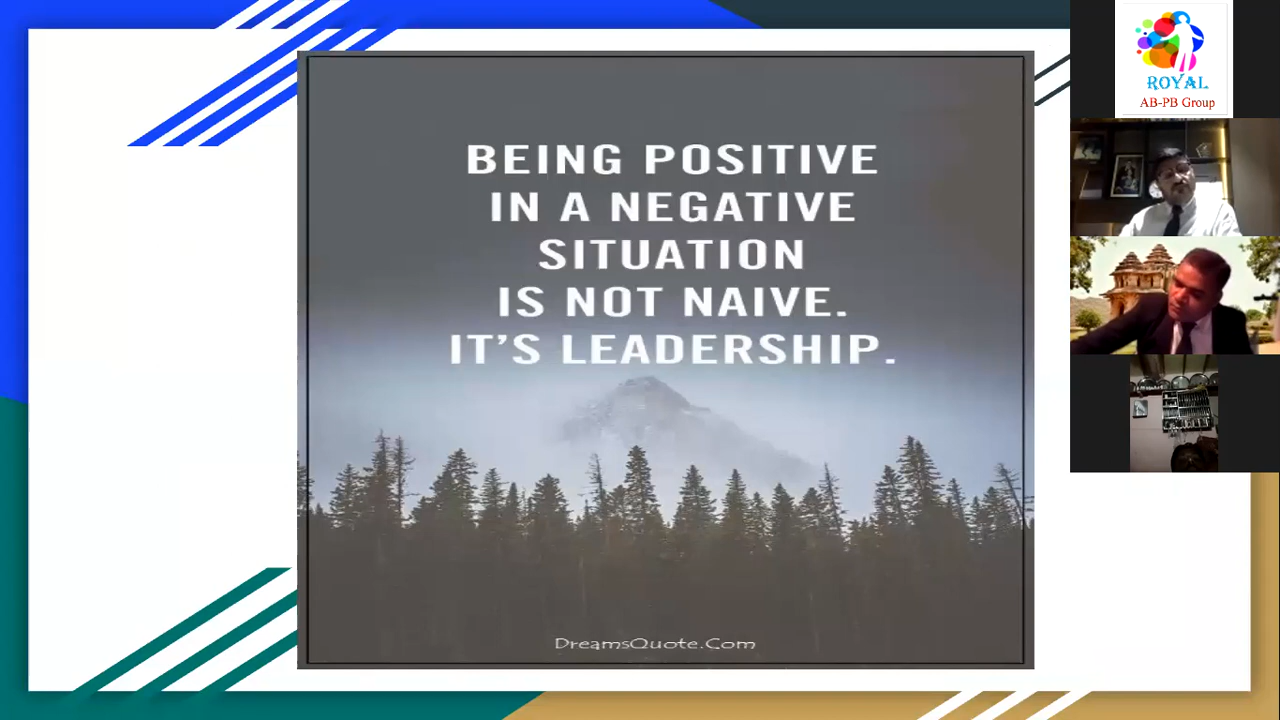 BEING POSITIVE
IN A NEGATIVE
SITUATION
IS NOT NAIVE.
IT'S LEADERSHIP.
DreamsQuote.Com
ROYAL
AB-PB Group